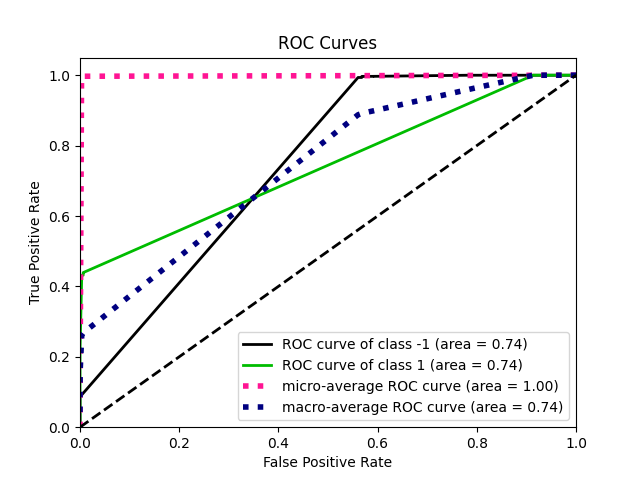 ROC Curves
True Positive Rate
1.0
0.8
0.6
0.4
0.2
0.0
ROC curve of class -1 (area = 0.74)
ROC curve of class 1 (area = 0.74)
micro-average ROC curve (area = 1.00)
macro-average ROC curve (area = 0.74)
0.0 0.2 0.4 0.6 0.8 1.0
False Positive Rate